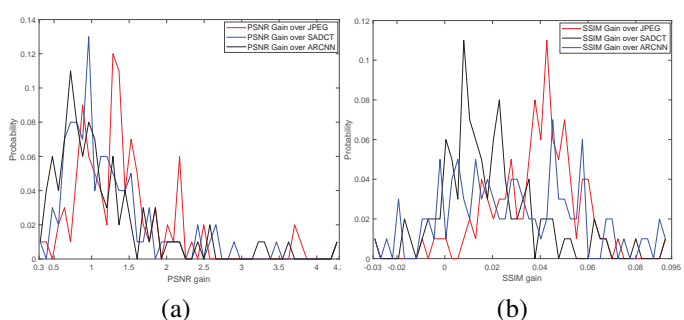 0.14
0.12
0.1
0.08
0.06
0.04
0.02
0
Probability
PSNR Gain over JPEG
PSNR Gain over SADCT
PSNR Gain over ARCNN
0.3 0.5 1 1.5 2 2.5 3 3.5 4
PSNR gain
(a)
0.12
0.1
0.08
0.06
0.04
0.02
0
Probability
SSIM Gain over JPEG
SSIM Gain over SADCT
SSIM Gain over ARCNN
-0.03 -0.02 0 0.02 0.04 0.06 0.08 0.095
SSIM gain
(b)